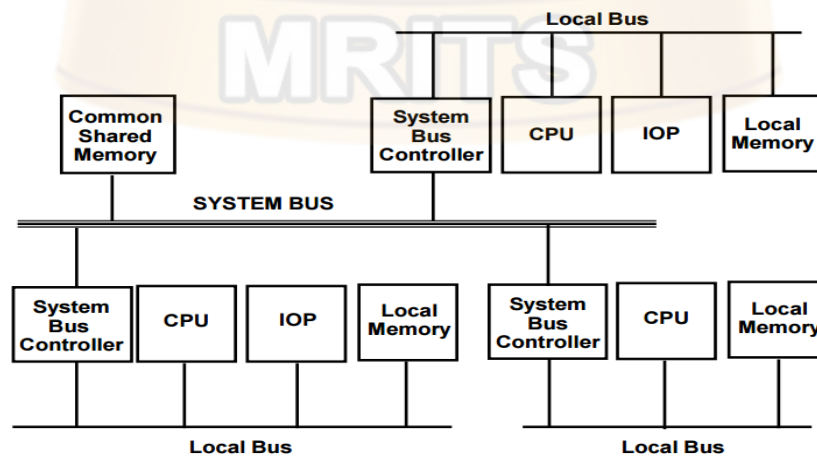 MRITS
Local Bus
Common
Shared
Memory
System
Bus
Controller
CPU
IOP
Local
Memory
SYSTEM BUS
System
Bus
Controller
CPU
IOP
Local
Memory
System
Bus
Controller
CPU
Local
Memory
Local Bus
Local Bus